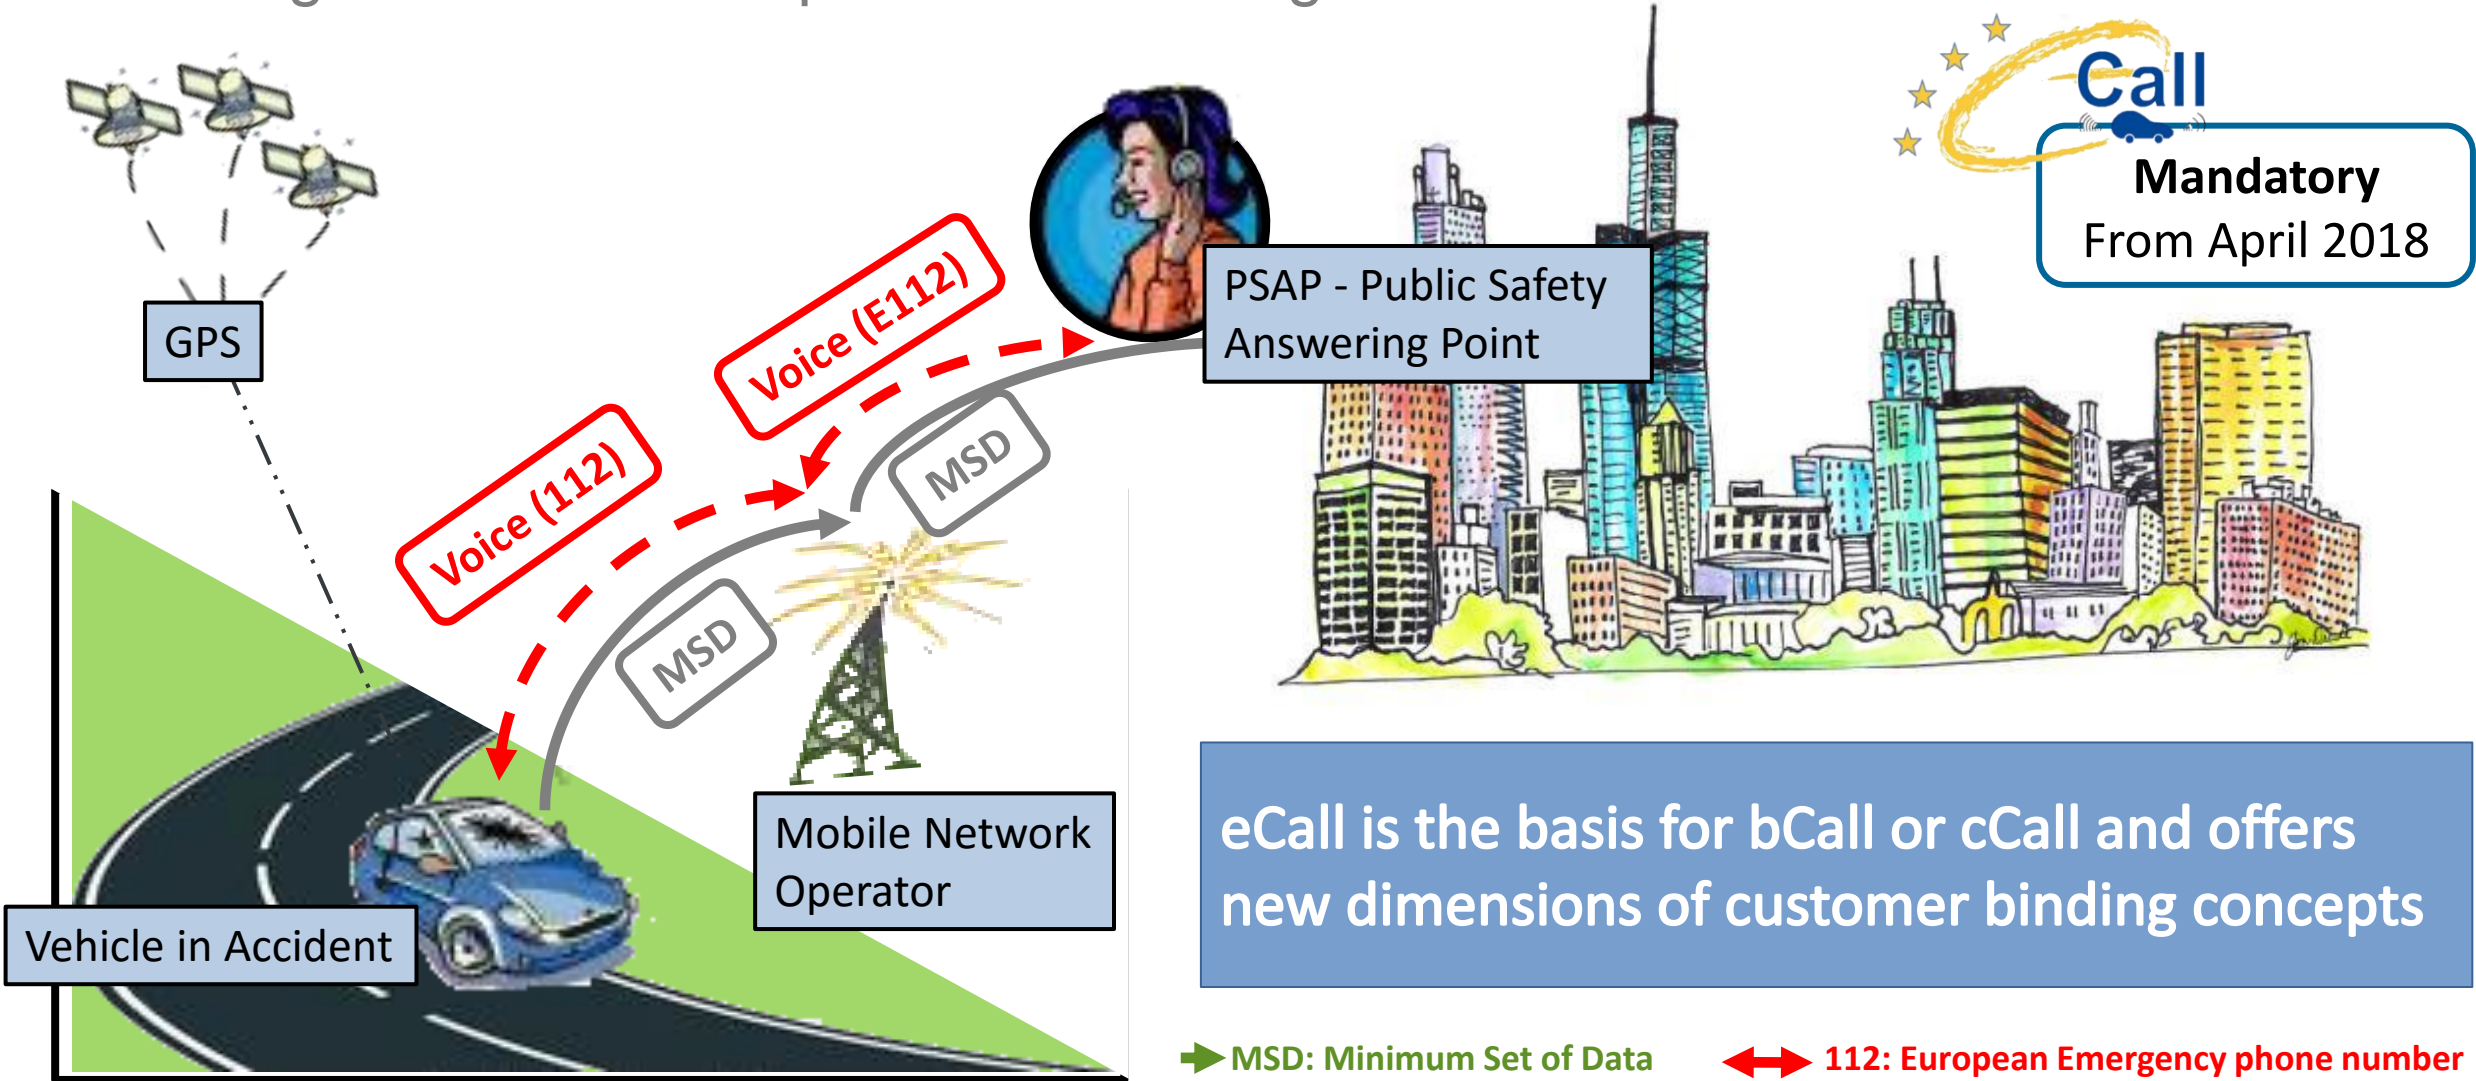 Call
Mandatory
From April 2018
PSAP - Public Safety
Answering Point
GPS
Voice (E112)
Voice (112)
MSD
MSD
Mobile Network
Operator
Vehicle in Accident
eCall is the basis for bCall or cCall and offers
new dimensions of customer binding concepts
MSD: Minimum Set of Data
112: European Emergency phone number